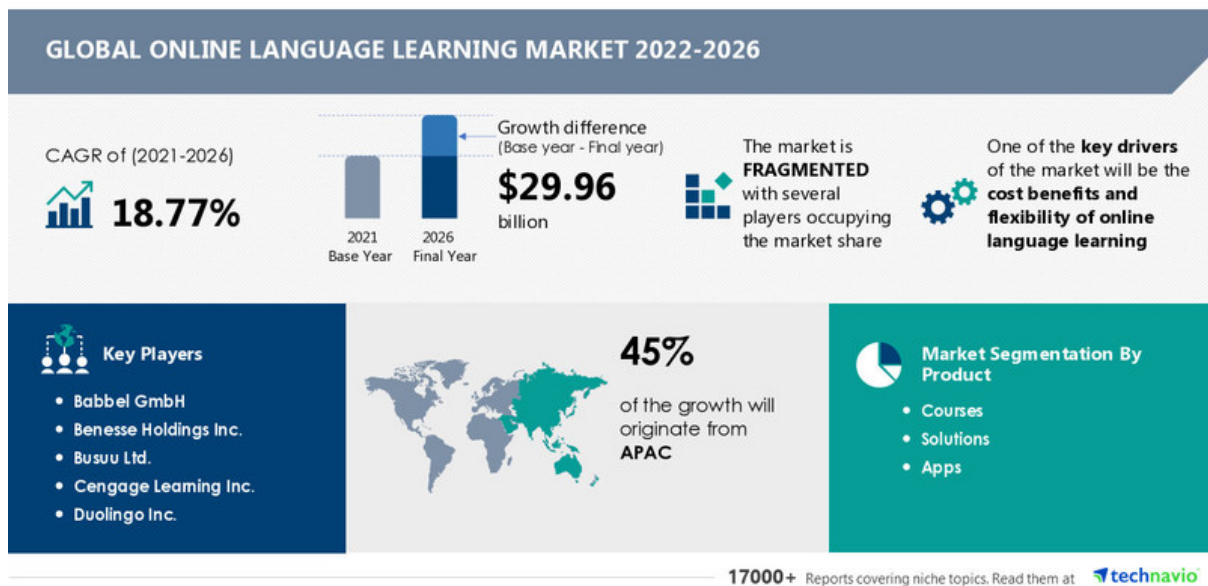 GLOBAL ONLINE LANGUAGE LEARNING MARKET 2022-2026
CAGR of (2021-2026)
18.77%
2021
Base Year
2026
Final Year
Growth difference
(Base year - Final year)
$29.96
billion
The market is
FRAGMENTED
with several
players occupying
the market share
One of the key drivers
of the market will be the
cost benefits and
flexibility of online
language learning
Key Players
• Babbel GmbH
• Benesse Holdings Inc.
• Busuu Ltd.
• Cengage Learning Inc.
• Duolingo Inc.
45%
of the growth will
originate from
APAC
Market Segmentation By
Product
• Courses
• Solutions
• Apps
17000+ Reports covering niche topics. Read them at technavio